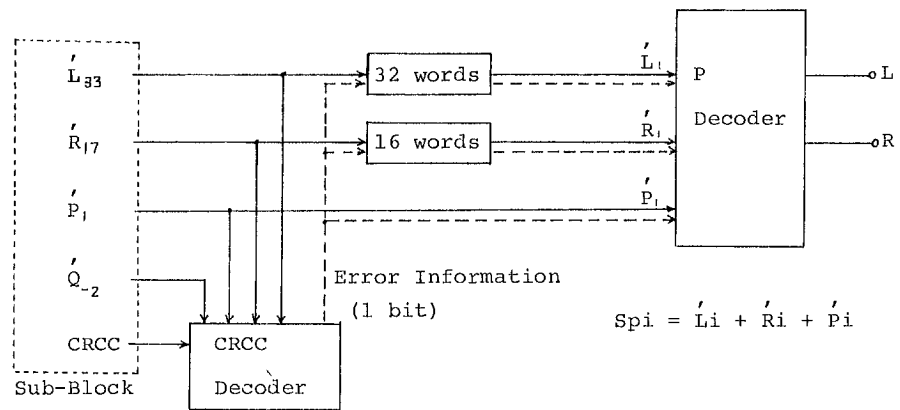 L'33
32 words
L'1
P
L
R'17
16 words
R'1
Decoder
R
P'1
P'1
Q'-2
Error Information
(1 bit)
Spi = L'i + R'i + P'i
CRCC
CRCC
Sub-Block
Decoder